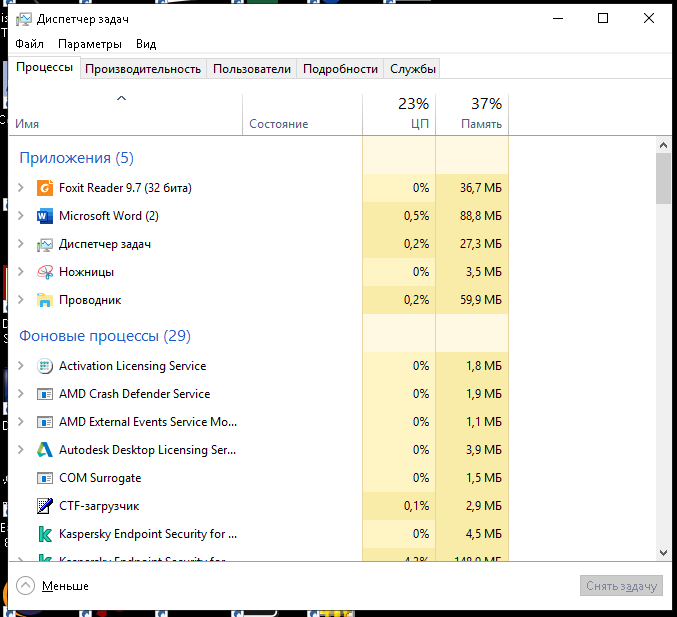 Диспетчер задач
Файл Параметры Вид
Процессы Производительность Пользователи Подробности Службы
23% 37%
Имя Состояние ЦП Память
Приложения (5)
Foxit Reader 9.7 (32 бита) 0% 36,7 МБ
Microsoft Word (2) 0,5% 88,8 МБ
Диспетчер задач 0,2% 27,3 МБ
Ножницы 0% 3,5 МБ
Проводник 0,2% 59,9 МБ
Фоновые процессы (29)
Activation Licensing Service 0% 1,8 МБ
AMD Crash Defender Service 0% 1,9 МБ
AMD External Events Service Mo... 0% 1,1 МБ
Autodesk Desktop Licensing Ser... 0% 3,9 МБ
COM Surrogate 0% 1,5 МБ
CTF-загрузчик 0,1% 2,9 МБ
Kaspersky Endpoint Security for ... 0% 4,5 МБ
Kaspersky Endpoint Security for
Меньше Снять задачу